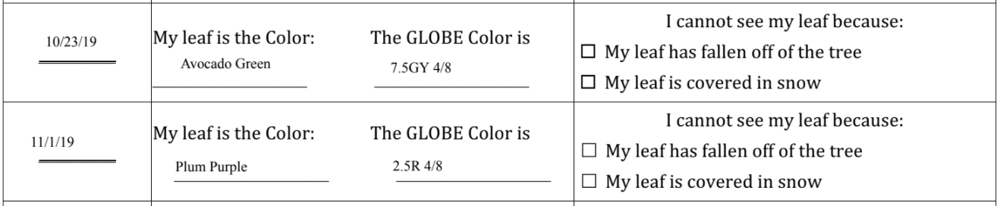 10/23/19
My leaf is the Color:
Avocado Green
The GLOBE Color is
7.5GY 4/8
I cannot see my leaf because:
☐ My leaf has fallen off of the tree
☐ My leaf is covered in snow
11/1/19
My leaf is the Color:
Plum Purple
The GLOBE Color is
2.5R 4/8
I cannot see my leaf because:
☐ My leaf has fallen off of the tree
☐ My leaf is covered in snow